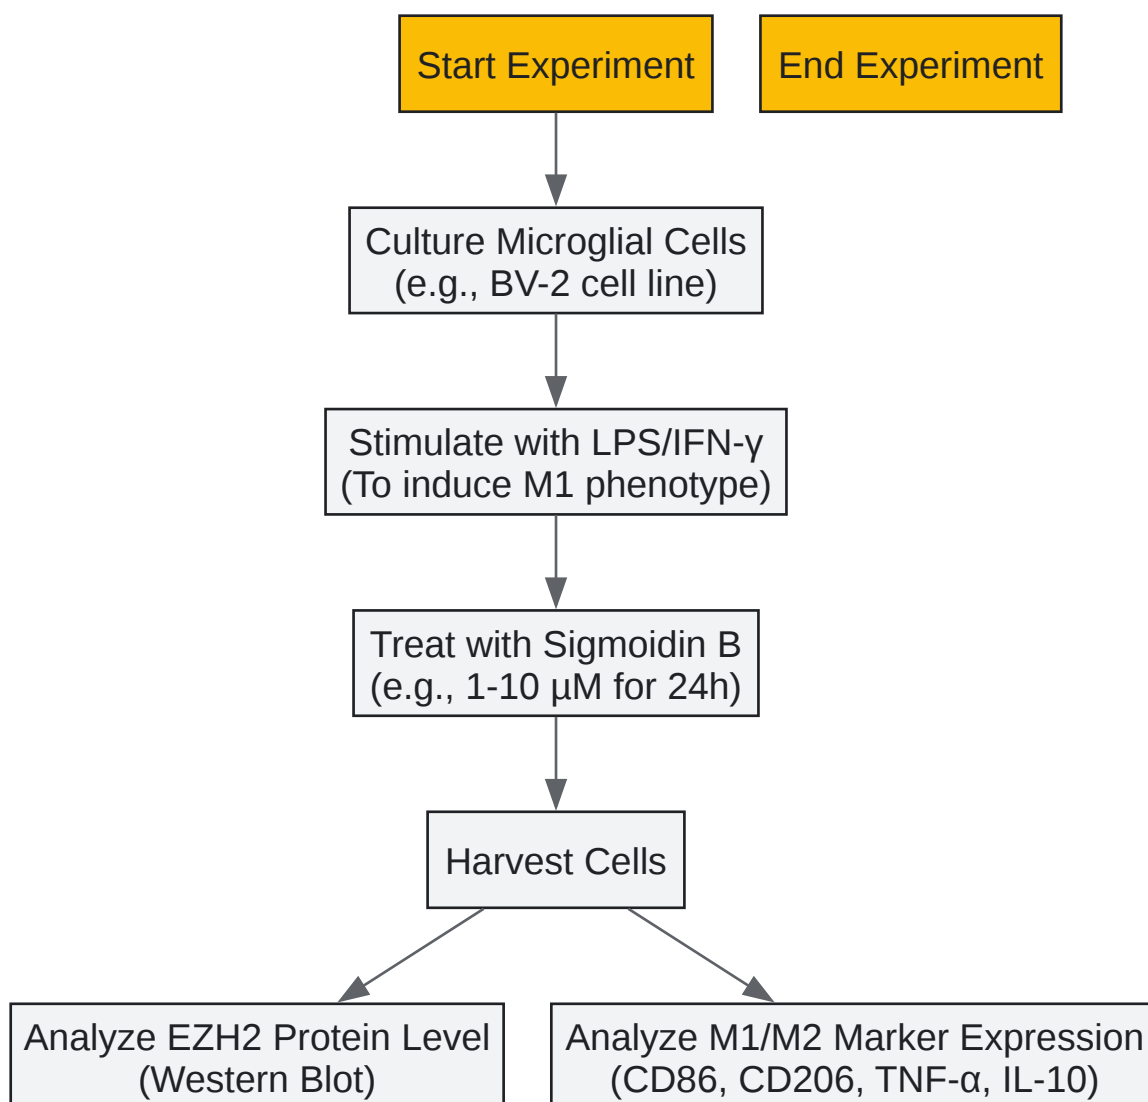 Start Experiment
End Experiment
Culture Microglial Cells
(e.g., BV-2 cell line)
Stimulate with LPS/IFN-γ
(To induce M1 phenotype)
Treat with Sigmoidin B
(e.g., 1-10 µM for 24h)
Harvest Cells
Analyze EZH2 Protein Level
(Western Blot)
Analyze M1/M2 Marker Expression
(CD86, CD206, TNF-α, IL-10)